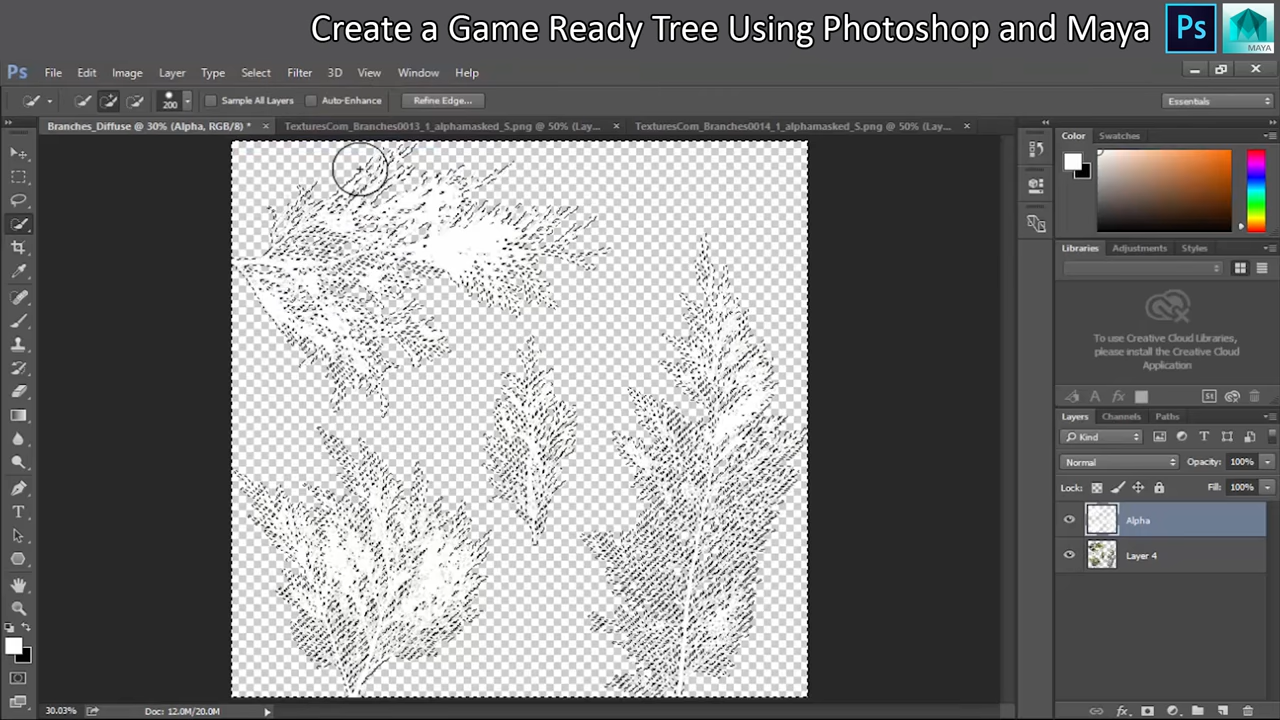 Create a Game Ready Tree Using Photoshop and Maya
Ps
MAYA
Ps File Edit Image Layer Type Select Filter 3D View Window Help
200 Sample All Layers Auto-Enhance Refine Edge... Essentials
Branches_Diffuse @ 30% (Alpha, RGB/8) * × TexturesCom_Branches0013_1_alphamasked_S.png @ 50% (Lay... × TexturesCom_Branches0014_1_alphamasked_S.png @ 50% (Lay... ×
Color Swatches
Libraries Adjustments Styles
To use Creative Cloud Libraries,
please install the Creative Cloud
Application
Layers Channels Paths
Kind
Normal Opacity: 100%
Lock: Fill: 100%
Alpha
Layer 4
30.03% Doc: 12.0M/20.0M